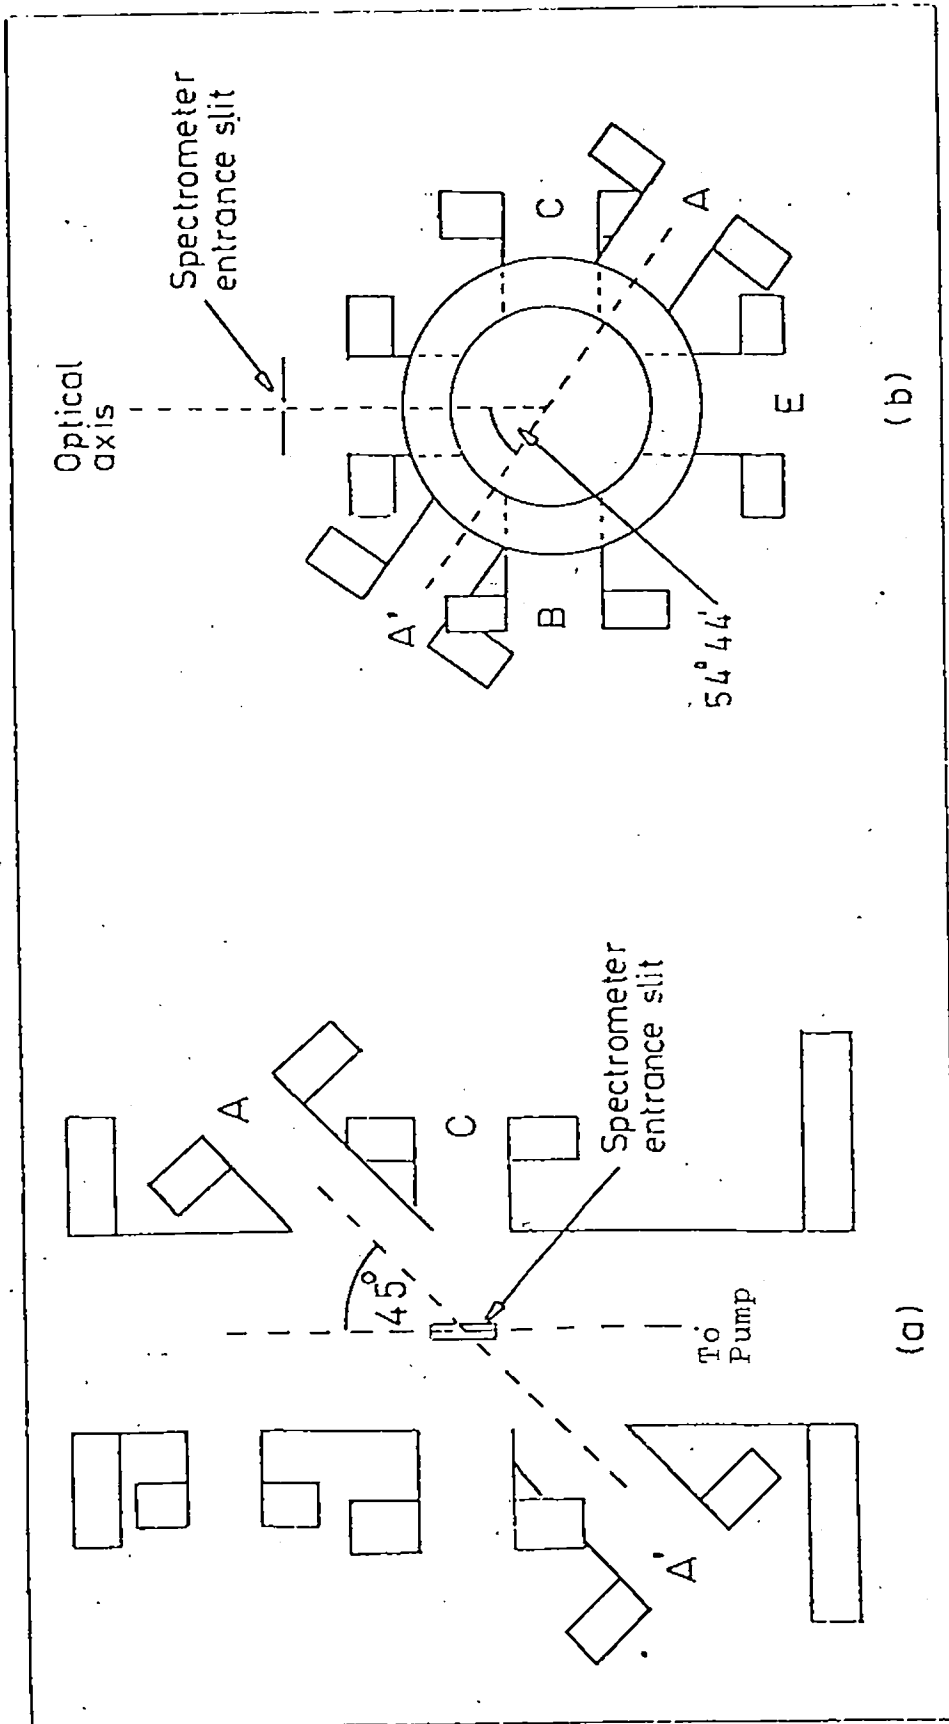 A
C
45°
Spectrometer
entrance slit
A'
To
Pump
(a)
Optical
axis
Spectrometer
entrance slit
A'
B
C
A
54° 44'
E
(b)